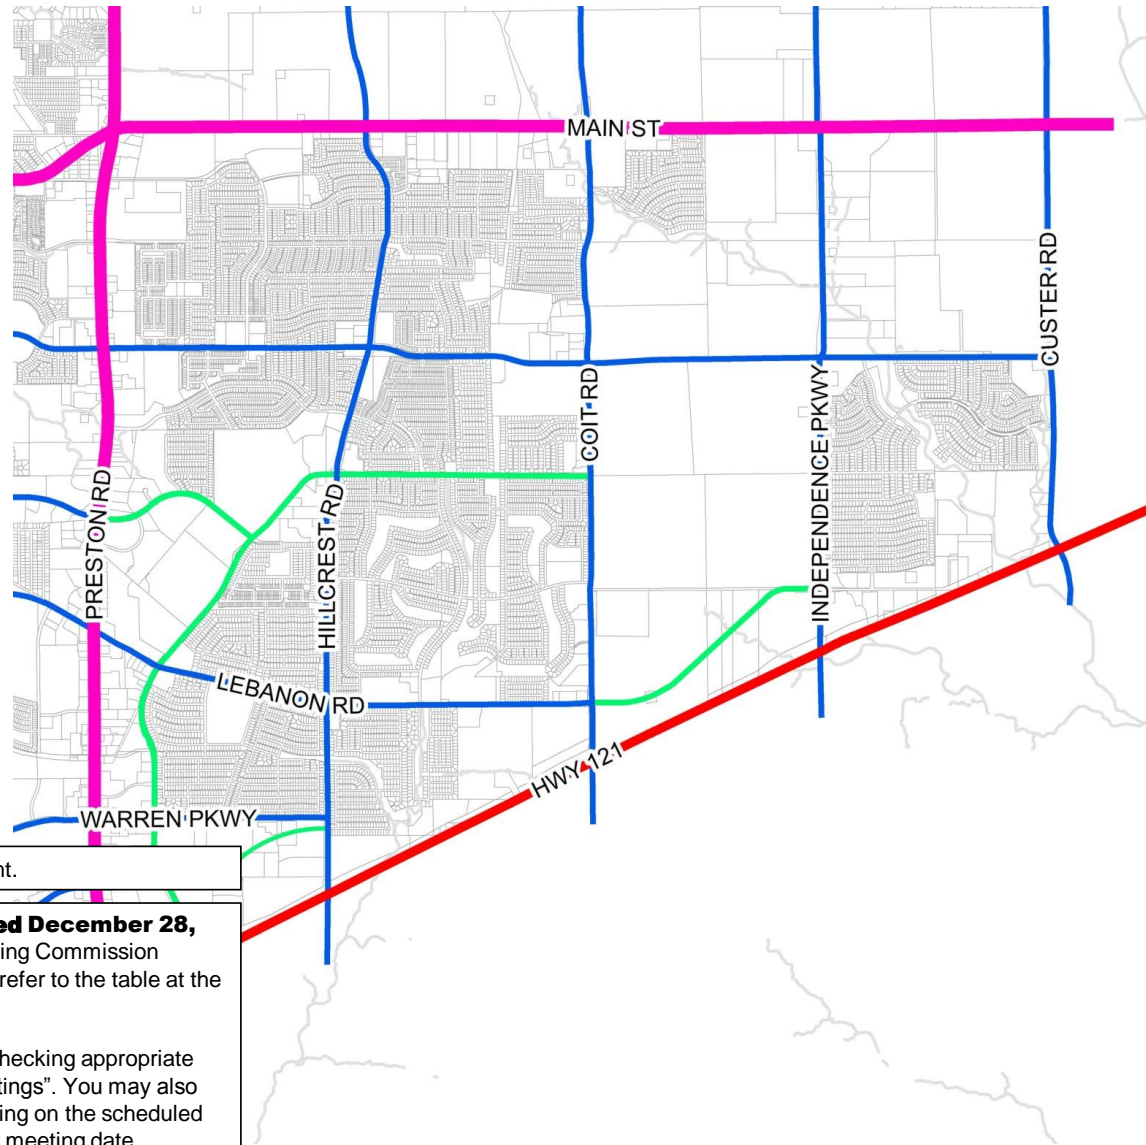 MAIN ST
CUSTER RD
COIT RD
INDEPENDENCE PKWY
PRESTON RD
HILLCREST RD
LEBANON RD
HWY 121
WARREN PKWY
nt.
ed December 28,
ing Commission
refer to the table at the
hecking appropriate
tings”. You may also
ing on the scheduled
meeting date